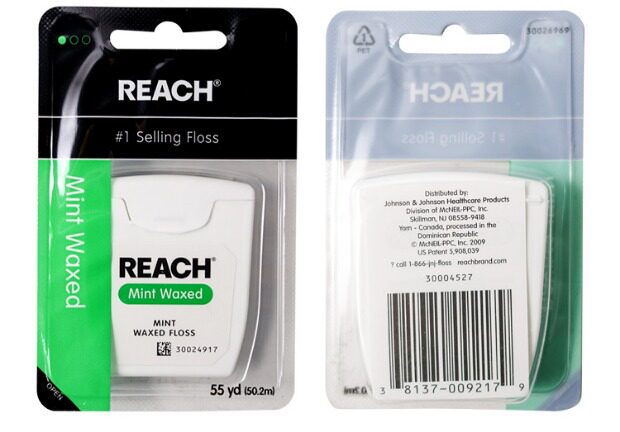 REACH®
#1 Selling Floss
Mint Waxed
REACH®
Mint Waxed
MINT
WAXED FLOSS
30024917
OPEN
55 yd (50.2m)
PET
30026969
REACH
#1 Selling Floss
Distributed by:
Johnson & Johnson Healthcare Products
Division of McNEIL-PPC, Inc.
Skillman, NJ 08558-9418
Yarn - Canada, processed in the
Dominican Republic
© McNEIL-PPC, Inc. 2009
US Patent 5,908,039
? call 1-866-jnj-floss reachbrand.com
30004527
3 81370092179